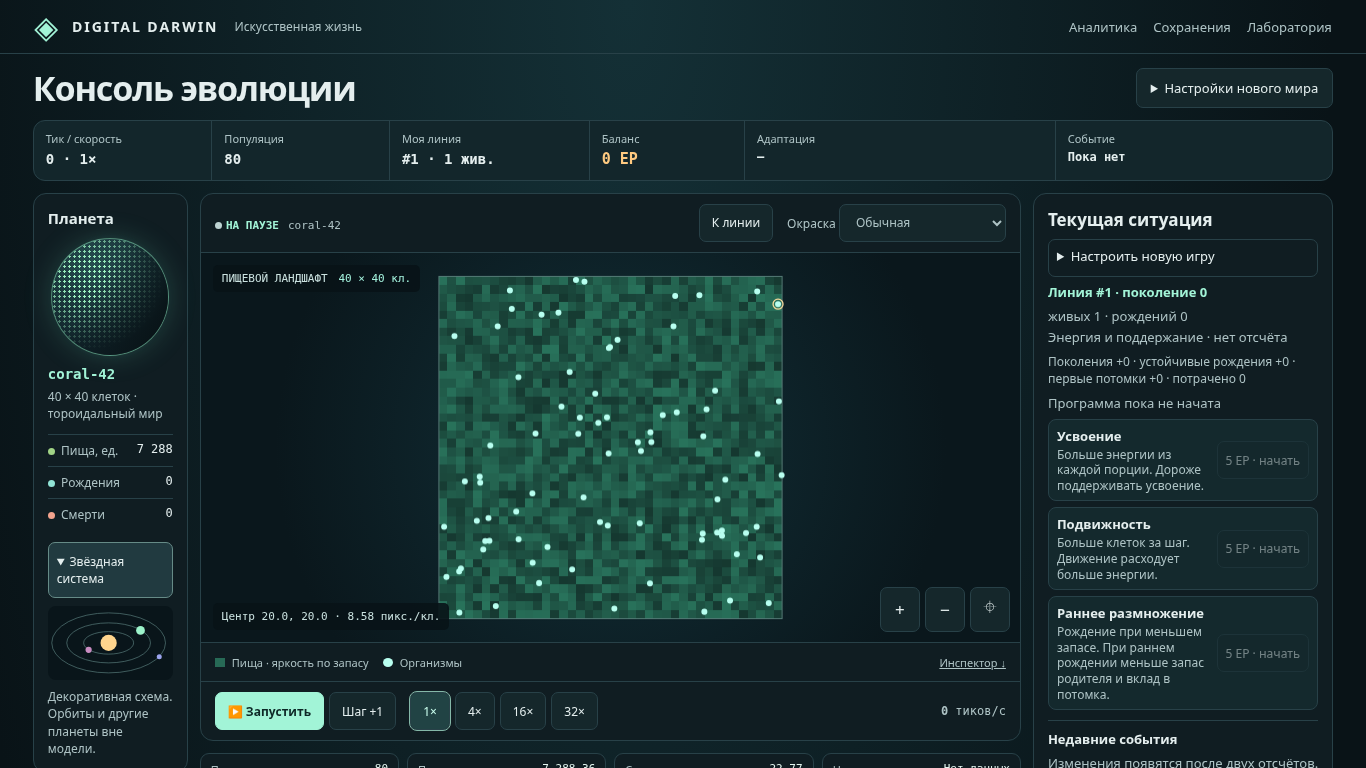 DIGITAL DARWIN Искусственная жизнь
Аналитика Сохранения Лаборатория
Консоль эволюции
▶ Настройки нового мира
Тик / скорость
0 · 1×
Популяция
80
Моя линия
#1 · 1 жив.
Баланс
0 EP
Адаптация
—
Событие
Пока нет
Планета
coral-42
40 × 40 клеток ·
тороидальный мир
Пища, ед. 7 288
Рождения 0
Смерти 0
▼ Звёздная
система
Декоративная схема.
Орбиты и другие
планеты вне
модели.
НА ПАУЗЕ coral-42
К линии
Окраска Обычная
ПИЩЕВОЙ ЛАНДШАФТ 40 × 40 кл.
Центр 20.0, 20.0 · 8.58 пикс./кл.
+ −
Пища · яркость по запасу Организмы
Инспектор ↓
▶️ Запустить Шаг +1 1× 4× 16× 32×
0 тиков/с
Текущая ситуация
▶ Настроить новую игру
Линия #1 · поколение 0
живых 1 · рождений 0
Энергия и поддержание · нет отсчёта
Поколения +0 · устойчивые рождения +0 ·
первые потомки +0 · потрачено 0
Программа пока не начата
Усвоение
Больше энергии из
каждой порции. Дороже
поддерживать усвоение.
5 EP · начать
Подвижность
Больше клеток за шаг.
Движение расходует
больше энергии.
5 EP · начать
Раннее размножение
Рождение при меньшем
запасе. При раннем
рождении меньше запас
родителя и вклад в
потомка.
5 EP · начать
Недавние события
Изменения появятся после двух отсчётов.